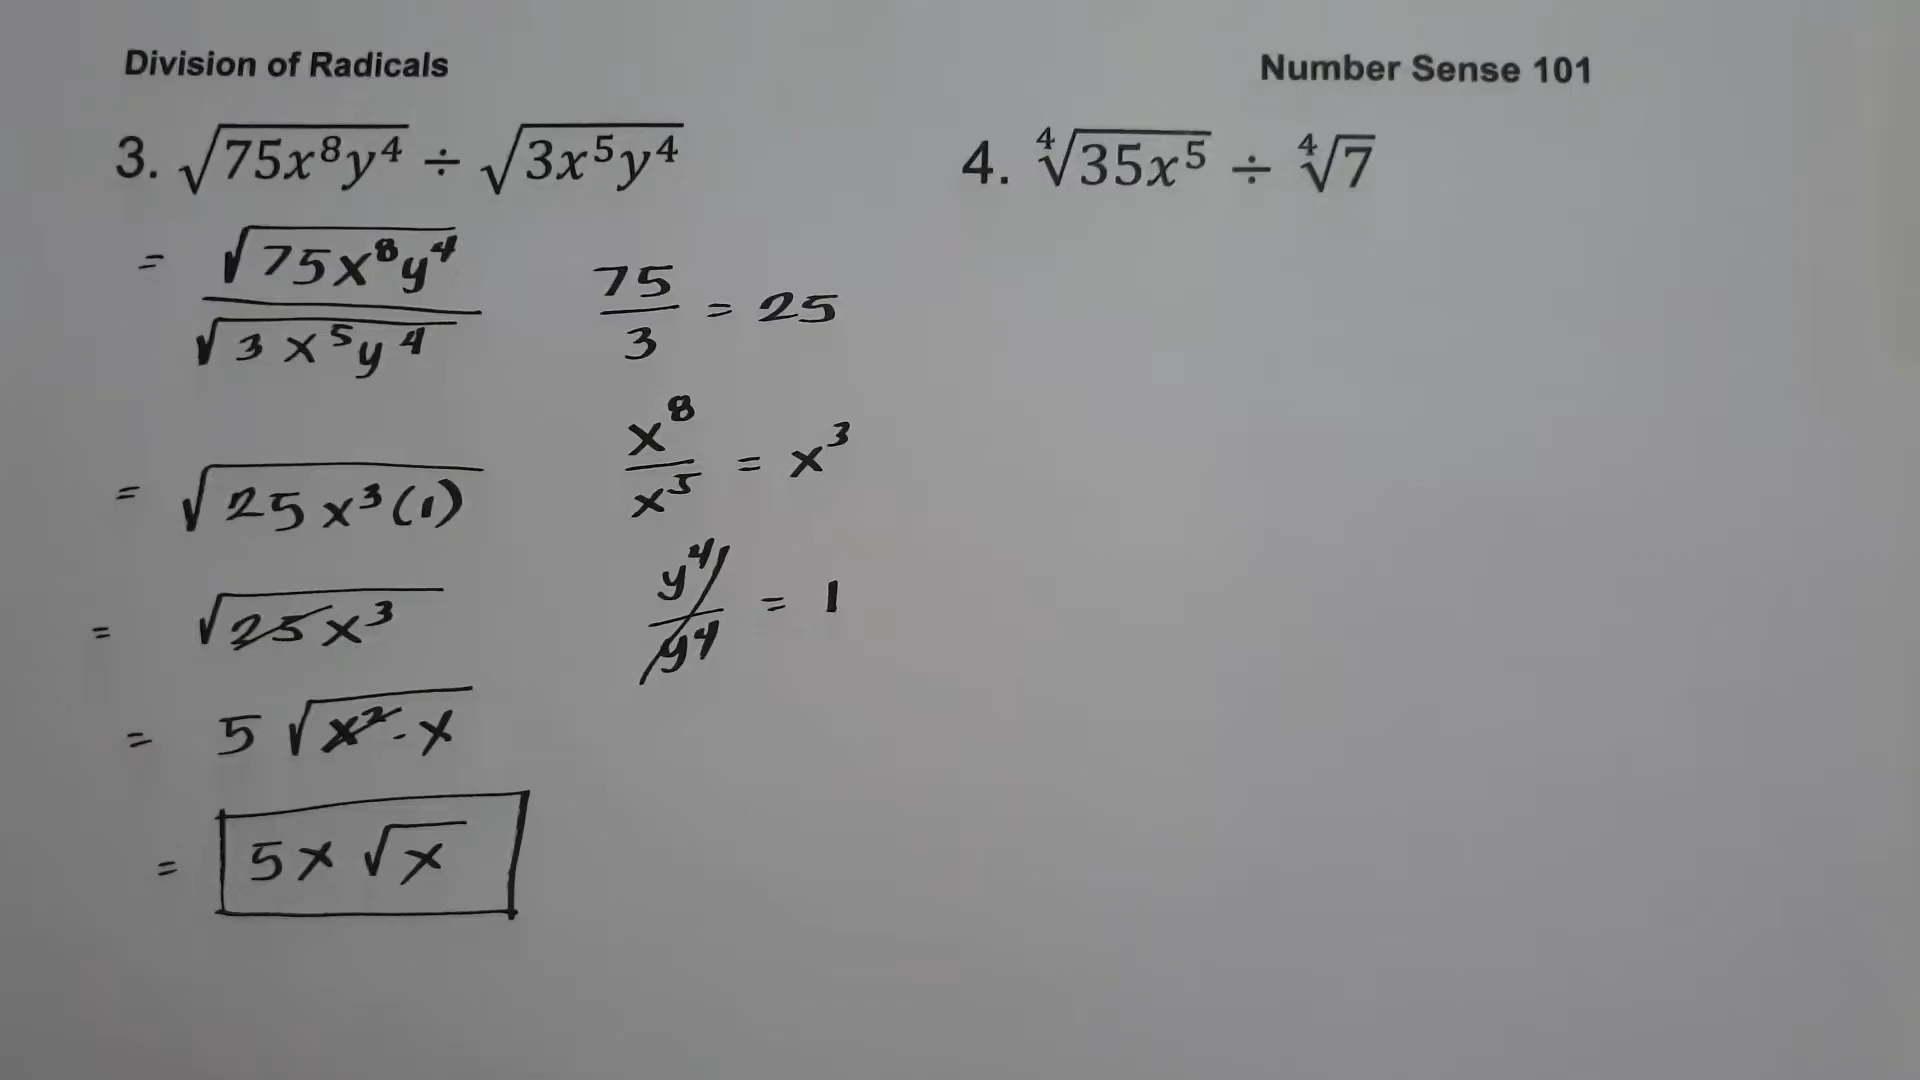 Division of Radicals
Number Sense 101
3. √75x⁸y⁴ ÷ √3x⁵y⁴
= √75x⁸y⁴
√3x⁵y⁴
= √25x³(1)
= √25x³
= 5√x²·x
= 5x√x
75
3
= 25
x⁸
x⁵
= x³
y⁴
y⁴
= 1
4. ∜35x⁵ ÷ ∜7